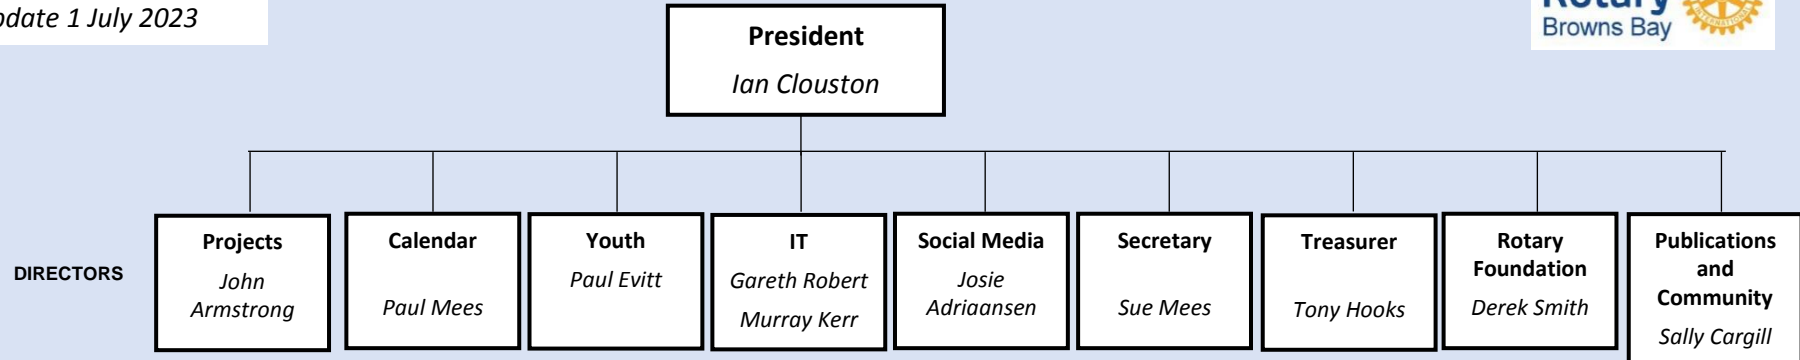 pdate 1 July 2023
Rotary
Browns Bay
INTERNATIONAL
President
Ian Clouston
DIRECTORS
Projects
John
Armstrong
Calendar
Paul Mees
Youth
Paul Evitt
IT
Gareth Robert
Murray Kerr
Social Media
Josie
Adriaansen
Secretary
Sue Mees
Treasurer
Tony Hooks
Rotary
Foundation
Derek Smith
Publications
and
Community
Sally Cargill